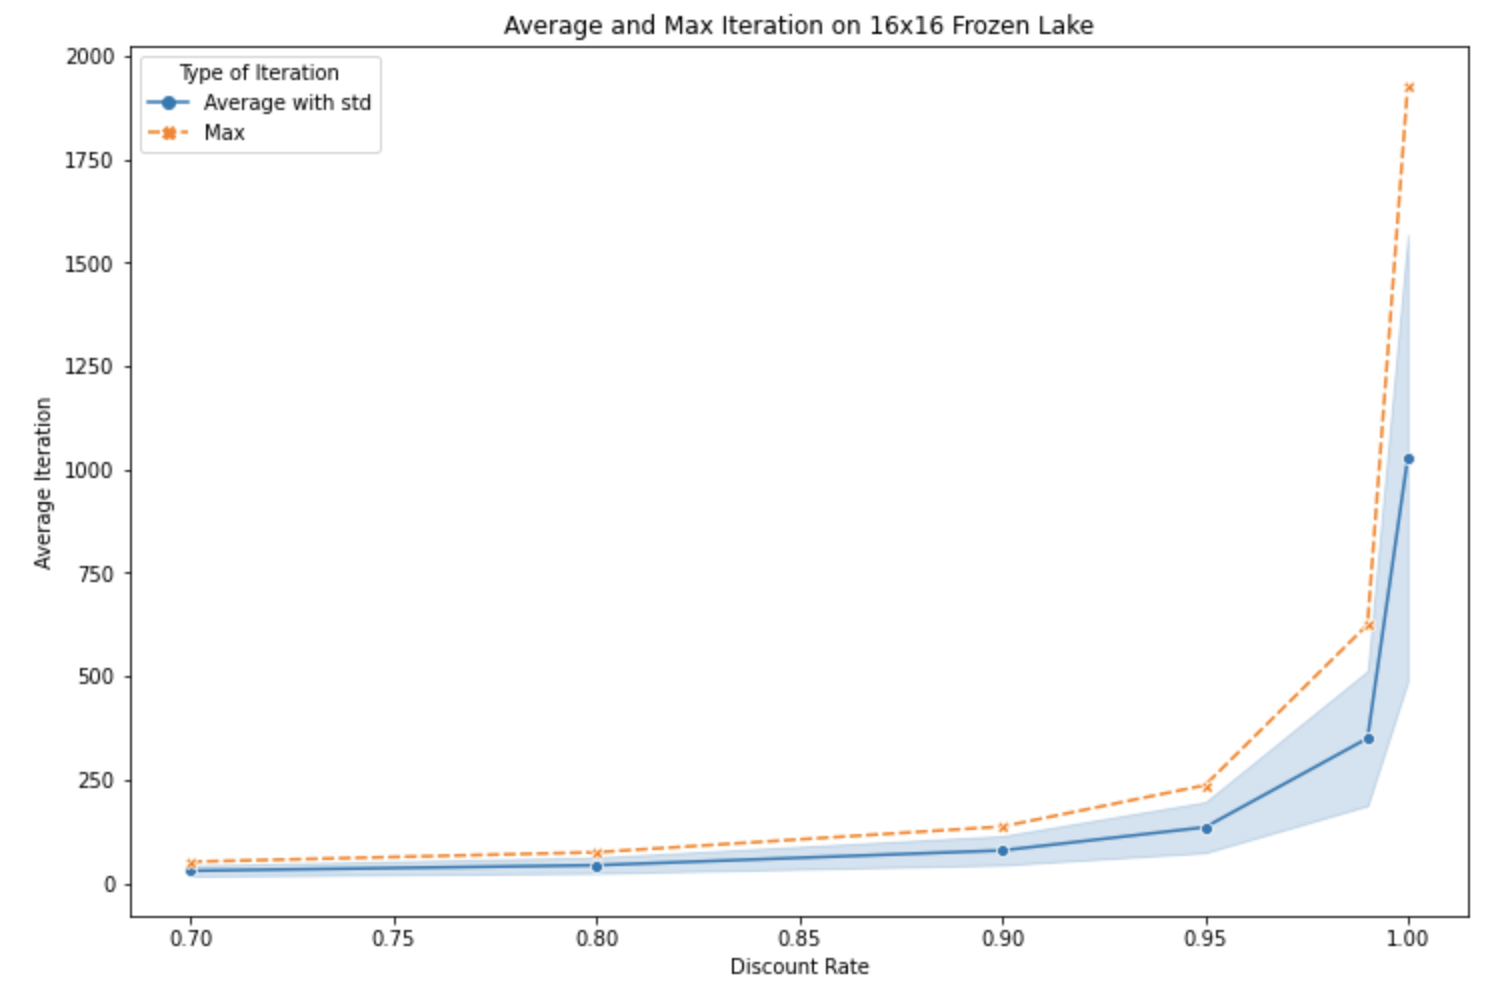 Average and Max Iteration on 16x16 Frozen Lake
Type of Iteration
Average with std
Max
Average Iteration
2000
1750
1500
1250
1000
750
500
250
0
0.70 0.75 0.80 0.85 0.90 0.95 1.00
Discount Rate